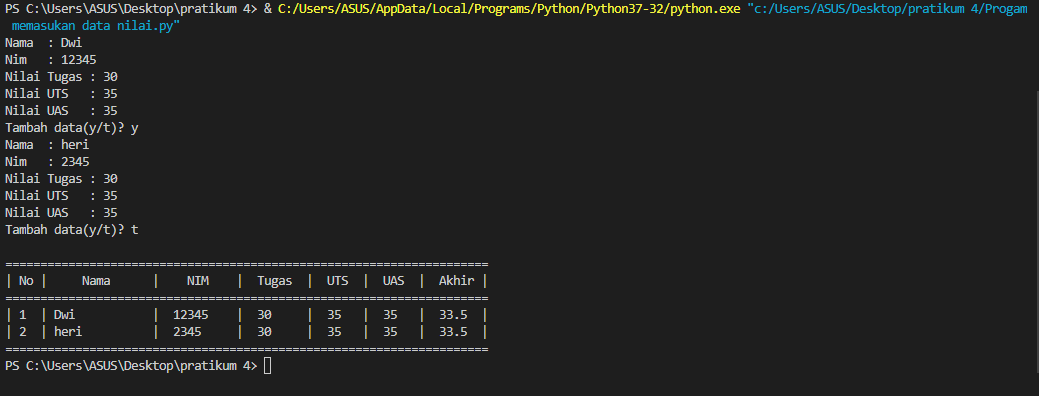 PS C:\Users\ASUS\Desktop\pratikum 4> & C:/Users/ASUS/AppData/Local/Programs/Python/Python37-32/python.exe "c:/Users/ASUS/Desktop/pratikum 4/Progam
 memasukan data nilai.py"
Nama  : Dwi
Nim   : 12345
Nilai Tugas : 30
Nilai UTS   : 35
Nilai UAS   : 35
Tambah data(y/t)? y
Nama  : heri
Nim   : 2345
Nilai Tugas : 30
Nilai UTS   : 35
Nilai UAS   : 35
Tambah data(y/t)? t
=====================================================================
| No |     Nama      |    NIM    |  Tugas  |  UTS  |  UAS  |  Akhir |
=====================================================================
| 1  | Dwi           |  12345    |  30     |  35   |  35   |  33.5  |
| 2  | heri          |  2345     |  30     |  35   |  35   |  33.5  |
=====================================================================
PS C:\Users\ASUS\Desktop\pratikum 4>